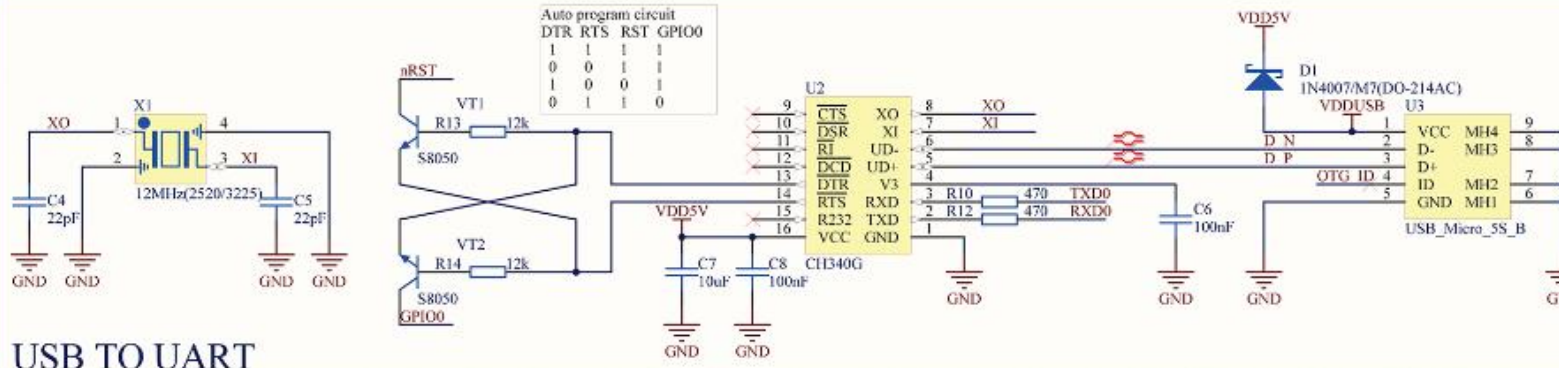 Auto program circuit
DTR RTS RST GPIO0
1 1 1 1
0 0 1 1
1 0 0 1
0 1 1 0
XO
X1
1
4
2
3
XI
12MHz(2520/3225)
C4
22pF
C5
22pF
GND
GND
GND
GND
nRST
VT1
R13
12k
S8050
VT2
R14
12k
S8050
GPIO0
U2
9 CTS XO 8 XO
10 DSR XI 7 XI
11 RI UD- 6
12 DCD UD+ 5
13 DTR V3 4
14 RTS RXD 3 R10 470 TXD0
15 R232 TXD 2 R12 470 RXD0
16 VCC GND 1
CH340G
VDD5V
C7
10uF
C8
100nF
GND
GND
GND
C6
100nF
GND
VDD5V
D1
1N4007/M7(DO-214AC)
VDDUSB
U3
1 VCC MH4 9
D_N 2 D- MH3 8
D_P 3 D+
OTG_ID 4 ID MH2 7
5 GND MH1 6
USB_Micro_5S_B
GND
USB TO UART